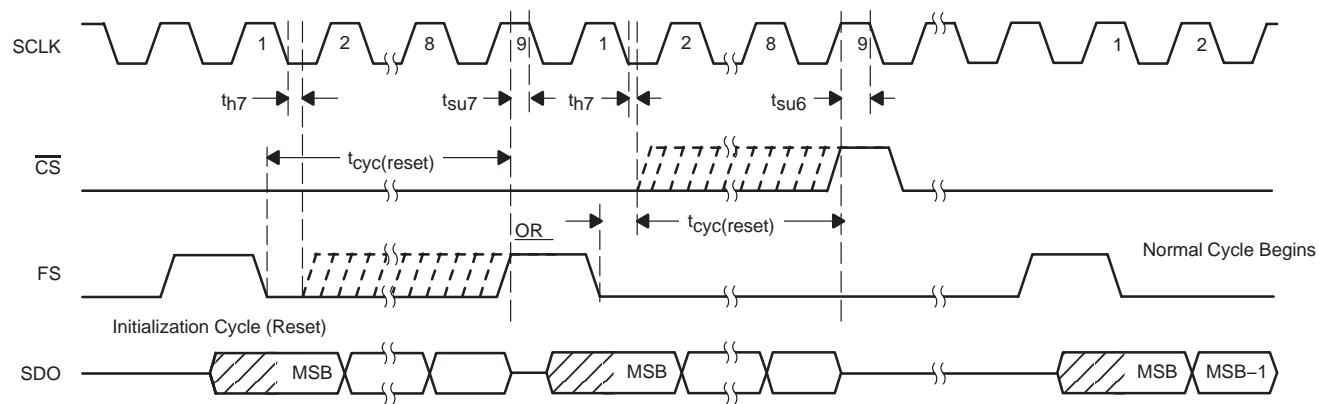 SCLK
1 2 8 9 1 2 8 9 1 2
th7 tsu7 th7 tsu6
CS
tcyc(reset)
tcyc(reset)
OR
FS
Normal Cycle Begins
Initialization Cycle (Reset)
SDO
MSB MSB MSB MSB−1